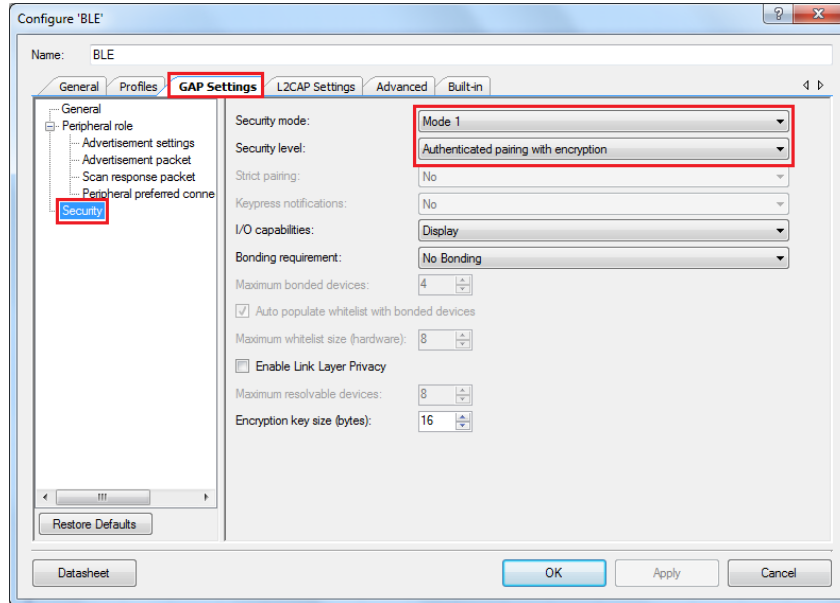 Configure 'BLE'
Name: BLE
General Profiles GAP Settings L2CAP Settings Advanced Built-in
General
Peripheral role
Advertisement settings
Advertisement packet
Scan response packet
Peripheral preferred conne
Security
Security mode: Mode 1
Security level: Authenticated pairing with encryption
Strict pairing: No
Keypress notifications: No
I/O capabilities: Display
Bonding requirement: No Bonding
Maximum bonded devices: 4
Auto populate whitelist with bonded devices
Maximum whitelist size (hardware): 8
Enable Link Layer Privacy
Maximum resolvable devices: 8
Encryption key size (bytes): 16
Restore Defaults
Datasheet OK Apply Cancel